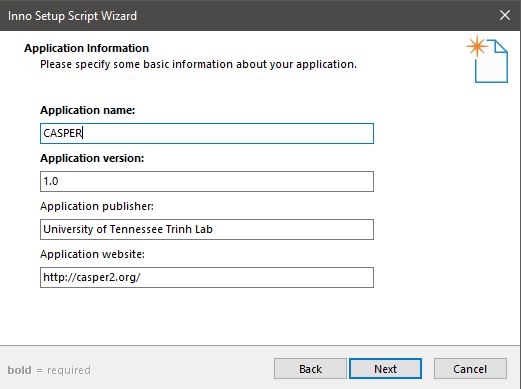 Inno Setup Script Wizard
Application Information
Please specify some basic information about your application.
Application name:
CASPER
Application version:
1.0
Application publisher:
University of Tennessee Trinh Lab
Application website:
http://casper2.org/
bold = required
Back
Next
Cancel